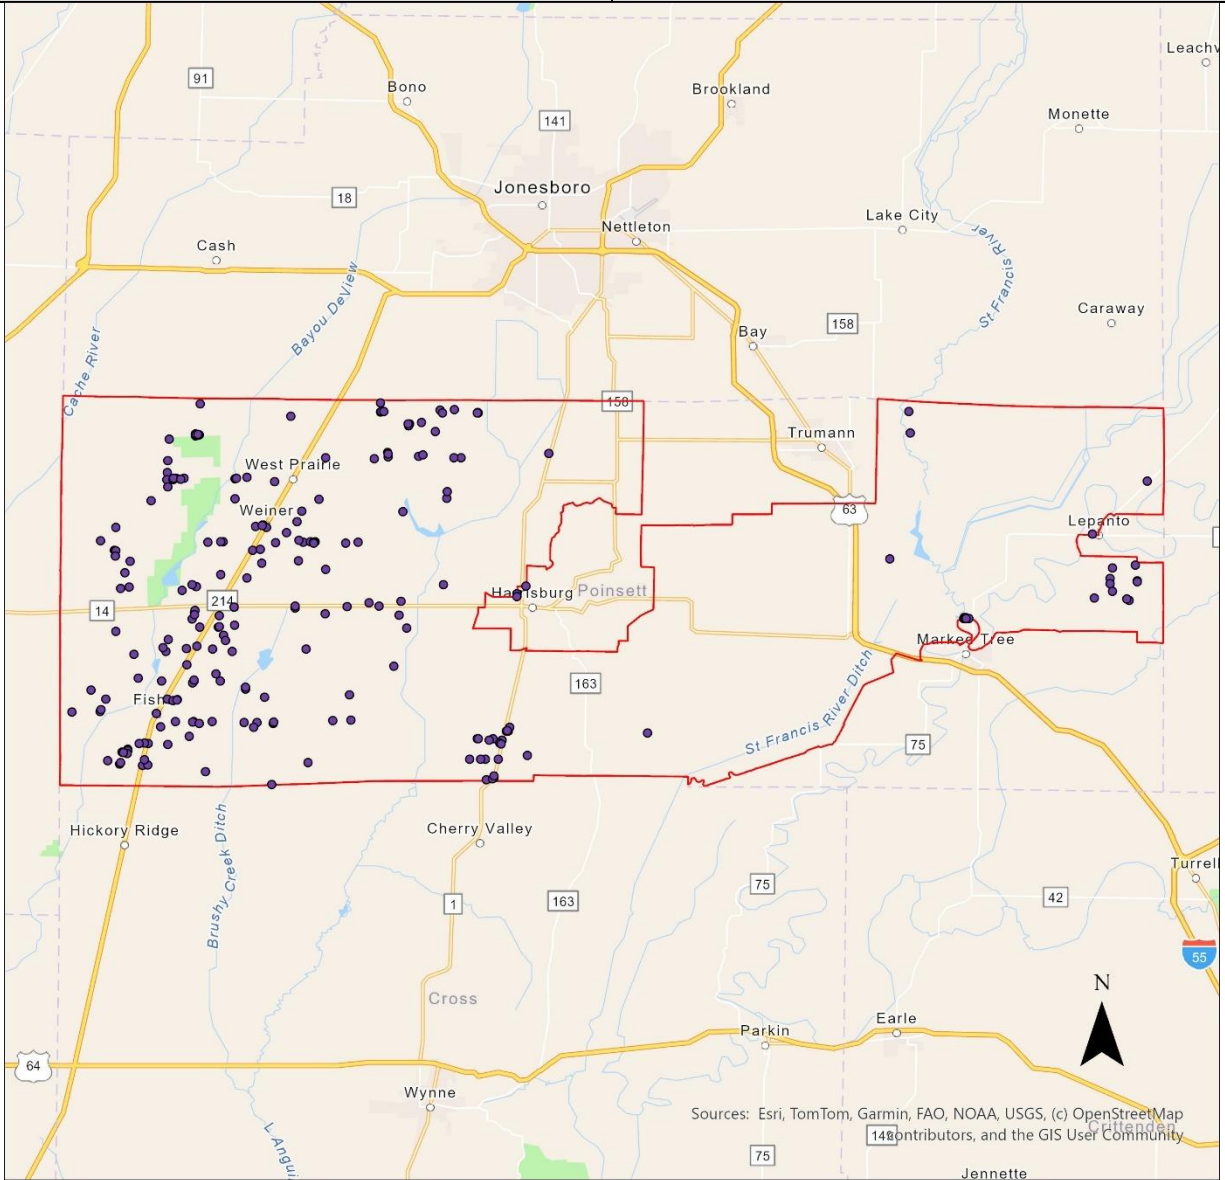 Leachv
91
Bono
Brookland
141
Monette
Jonesboro
18
Lake City
Nettleton
Cash
St Francis River
Bayou DeView
Caraway
158
Bay
Cache River
158
Trumann
West Prairie
Weiner
63
Lepanto
Harrisburg
Poinsett
214
14
Marked Tree
163
Fish
St Francis River Ditch
75
Hickory Ridge
Cherry Valley
Turrell
Brushy Creek Ditch
75
42
1
163
55
N
Cross
Parkin
Earle
64
Wynne
Sources: Esri, TomTom, Garmin, FAO, NOAA, USGS, (c) OpenStreetMap
contributors, and the GIS User Community
Crittenden
L Angui
75
Jennette